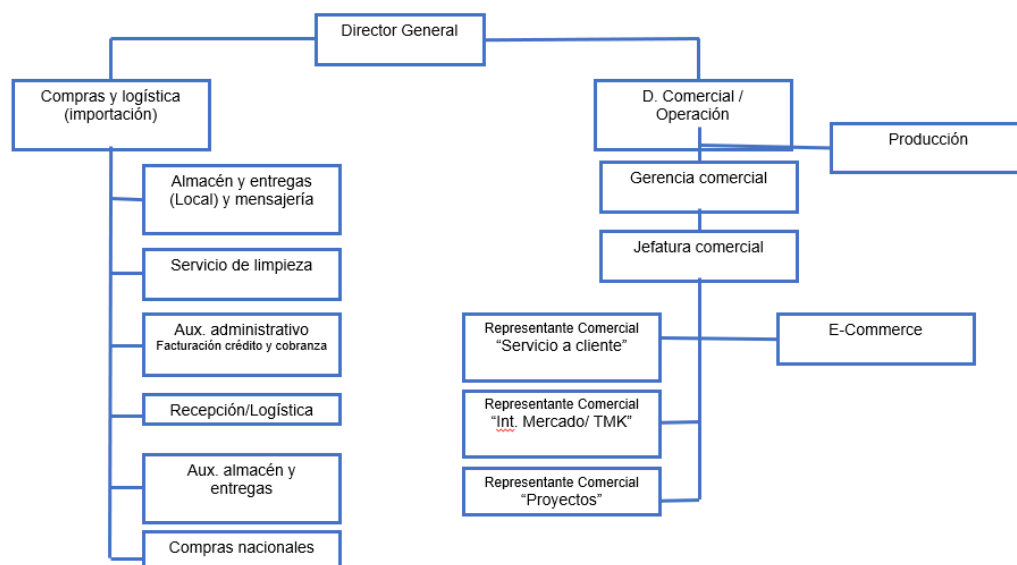 Director General
Compras y logística
(importación)
D. Comercial /
Operación
Producción
Almacén y entregas
(Local) y mensajería
Gerencia comercial
Servicio de limpieza
Jefatura comercial
Aux. administrativo
Facturación crédito y cobranza
Representante Comercial
“Servicio a cliente”
E-Commerce
Recepción/Logística
Representante Comercial
“Int. Mercado/ TMK”
Aux. almacén y
entregas
Representante Comercial
“Proyectos”
Compras nacionales